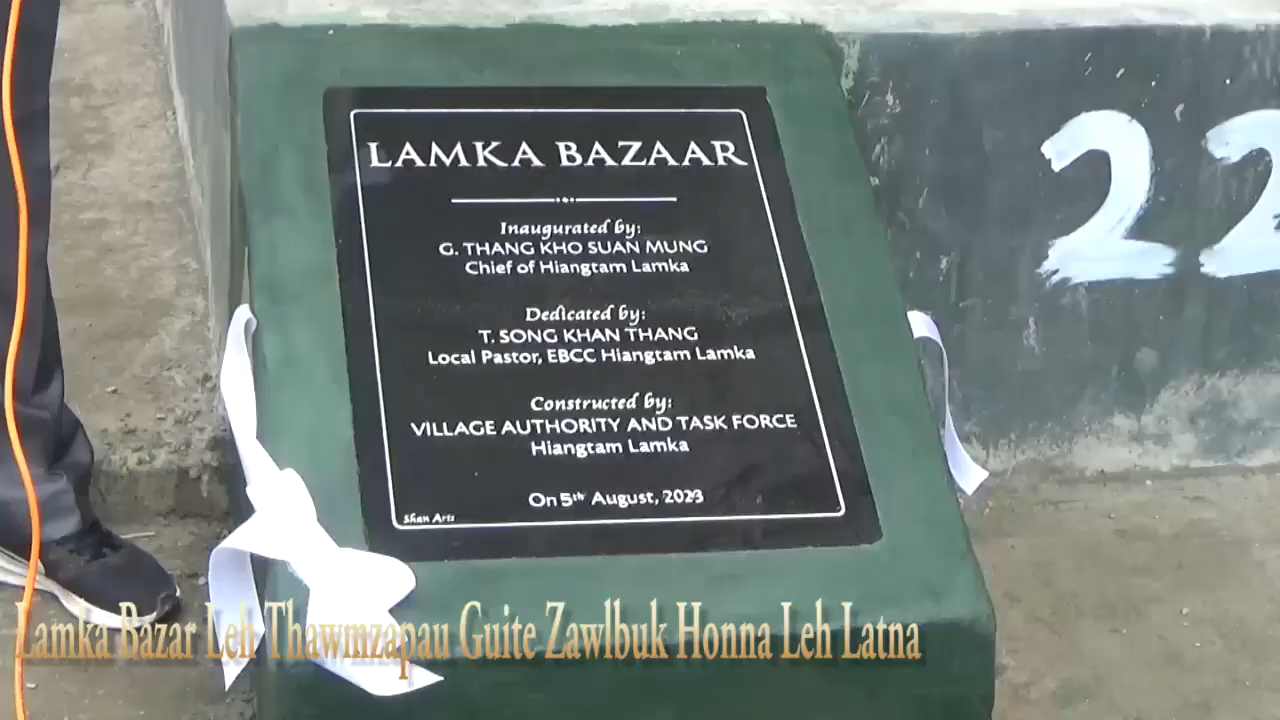 LAMKA BAZAAR
Inaugurated by:
G. THANG KHO SUAN MUNG
Chief of Hiangtam Lamka
Dedicated by:
T. SONG KHAN THANG
Local Pastor, EBCC Hiangtam Lamka
Constructed by:
VILLAGE AUTHORITY AND TASK FORCE
Hiangtam Lamka
On 5th August, 2023
Shan Arts
22
Lamka Bazar Leh Thawmzapau Guite Zawlbuk Honna Leh Latna